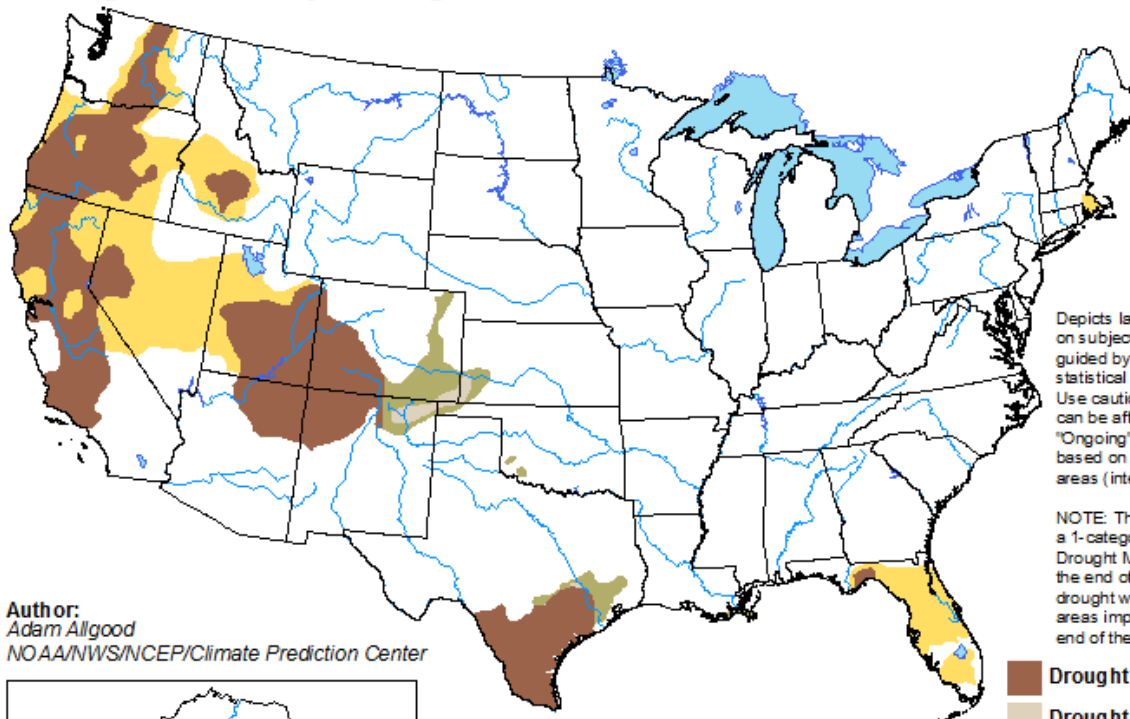 Depicts la
on subject
guided by
statistical
Use cautio
can be aff
"Ongoing"
based on
areas (inte
NOTE: Th
a 1-catego
Drought M
the end of
drought w
areas imp
end of the
Author:
Adam Allgood
NOAA/NWS/NCEP/Climate Prediction Center
Drought
Drought